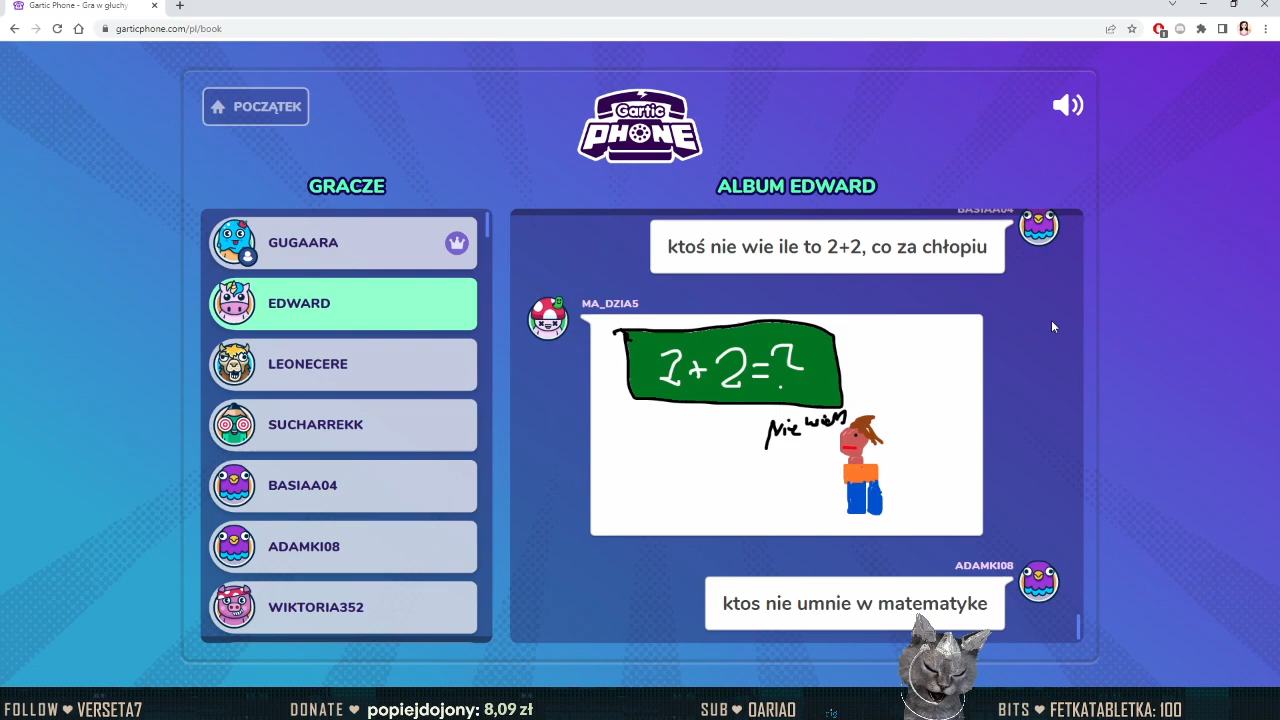 Gartic Phone - Gra w głuchy
garticphone.com/pl/book
POCZĄTEK
Gartic
PHONE
GRACZE
ALBUM EDWARD
GUGAARA
EDWARD
LEONECERE
SUCHARREKK
BASIAA04
ADAMKI08
WIKTORIA352
BASIAA04
ktoś nie wie ile to 2+2, co za chłopiu
MA_DZIA5
2+2=?
Nie wiem
ADAMKI08
ktos nie umnie w matematyke
FOLLOW ♥ VERSETA7
DONATE ♥ popiejdojony: 8,09 zł
SUB ♥ OARIAO
BITS ♥ FETKATABLETKA: 100